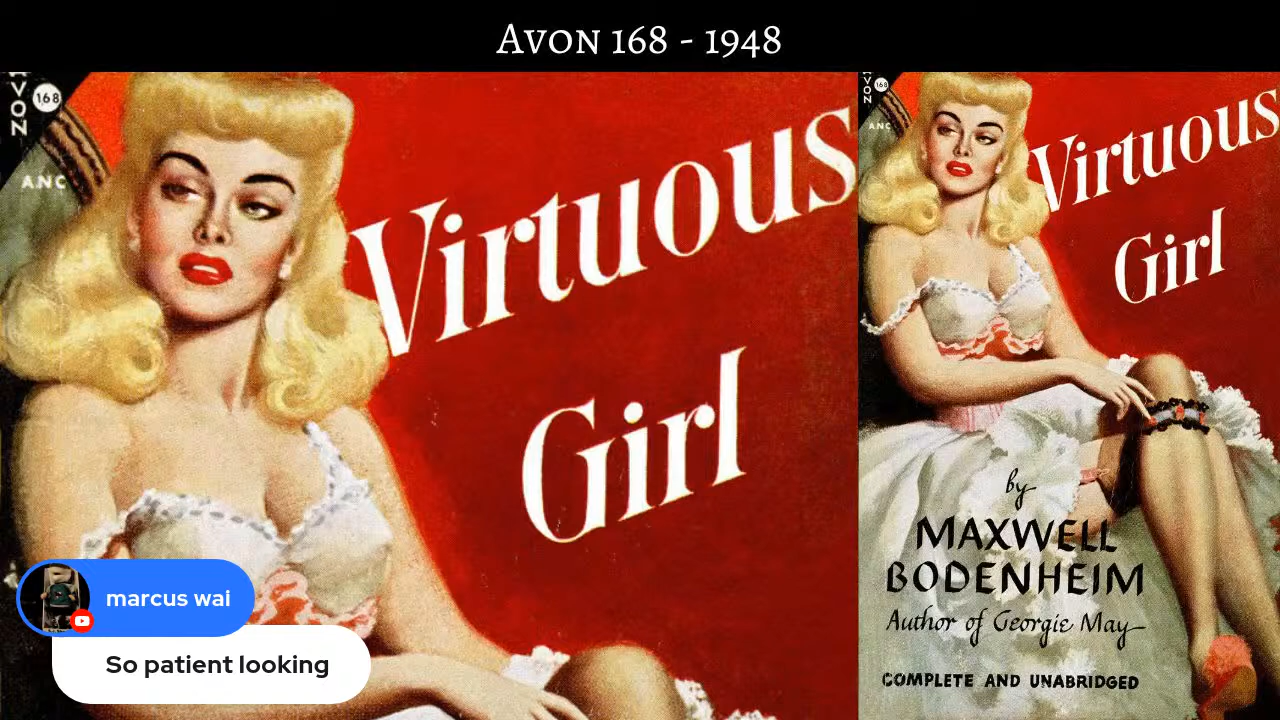 Avon 168 - 1948
AVON
168
ANC
Virtuous
Girl
marcus wai
So patient looking
AVON
168
ANC
Virtuous
Girl
by
MAXWELL
BODENHEIM
Author of Georgie May
COMPLETE AND UNABRIDGED